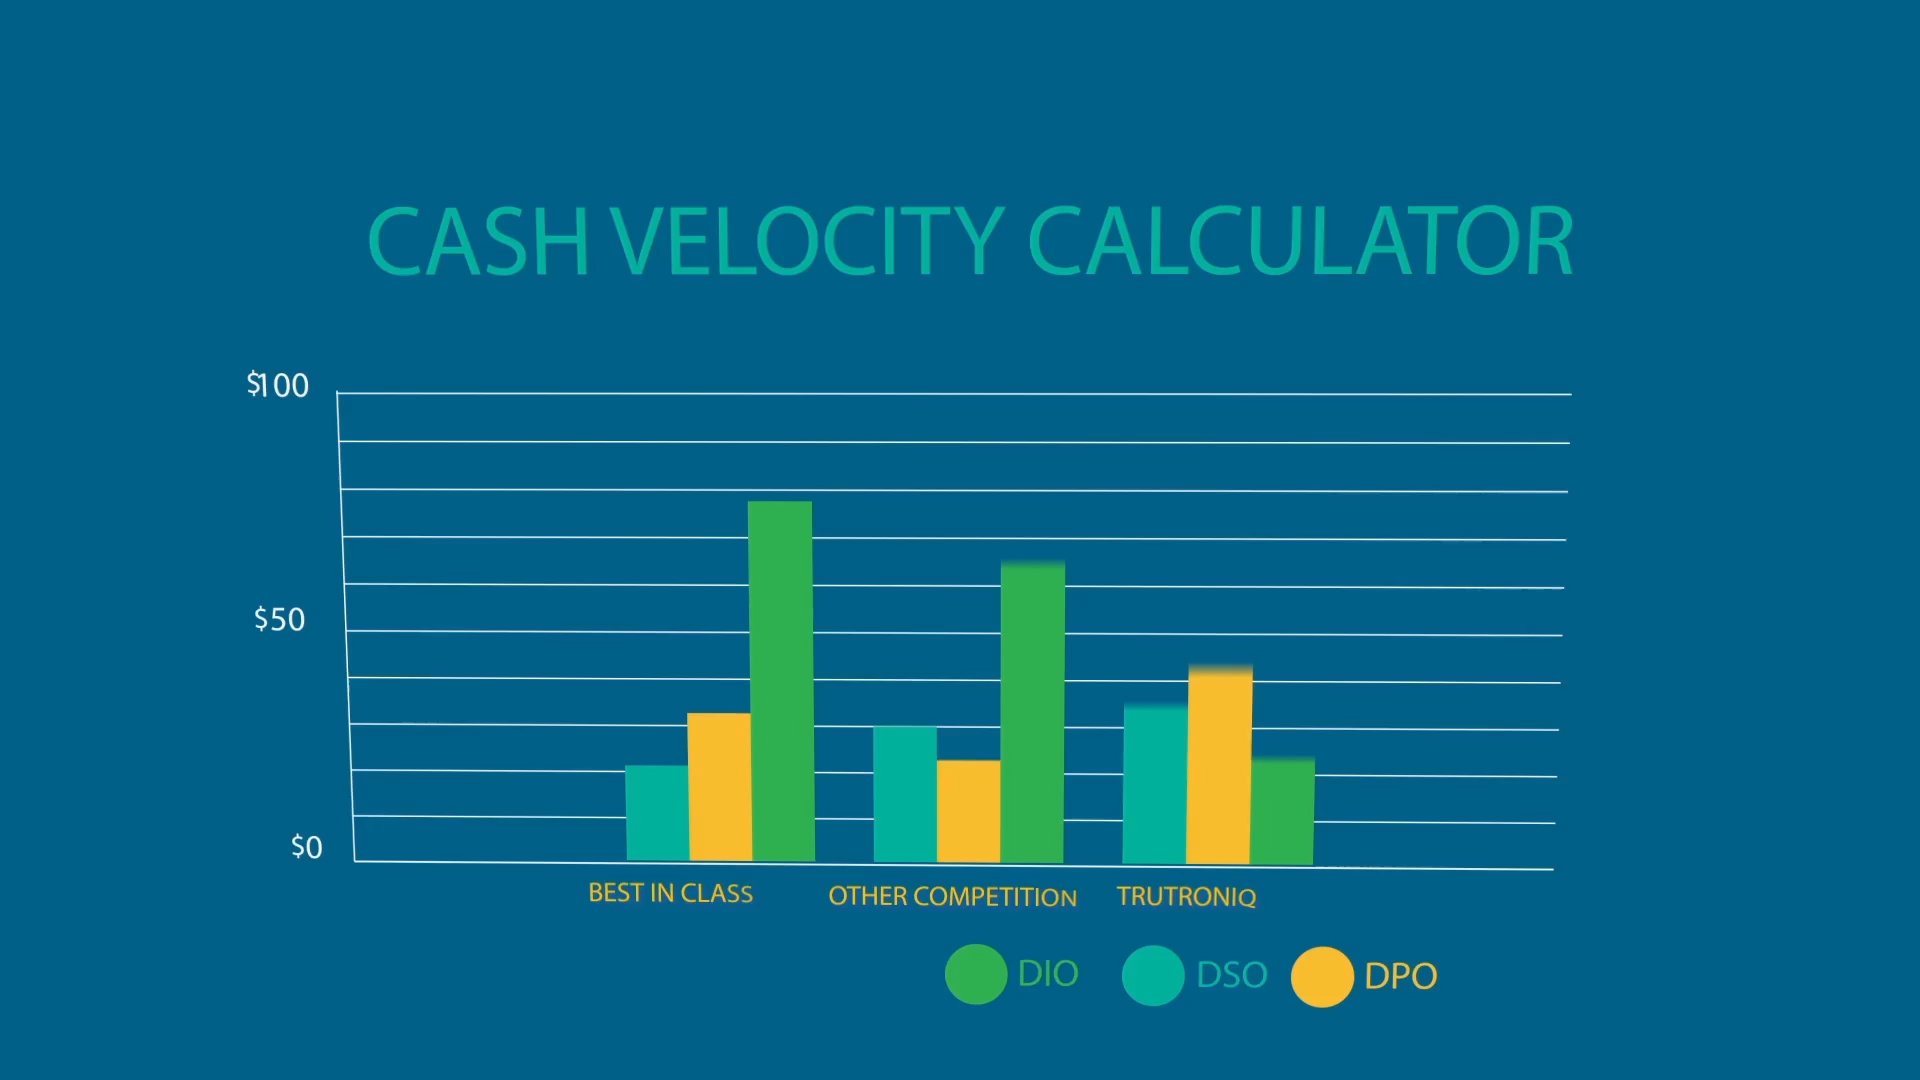 CASH VELOCITY CALCULATOR
$100
$50
$0
BEST IN CLASS
OTHER COMPETITION
TRUTRONIQ
DIO
DSO
DPO